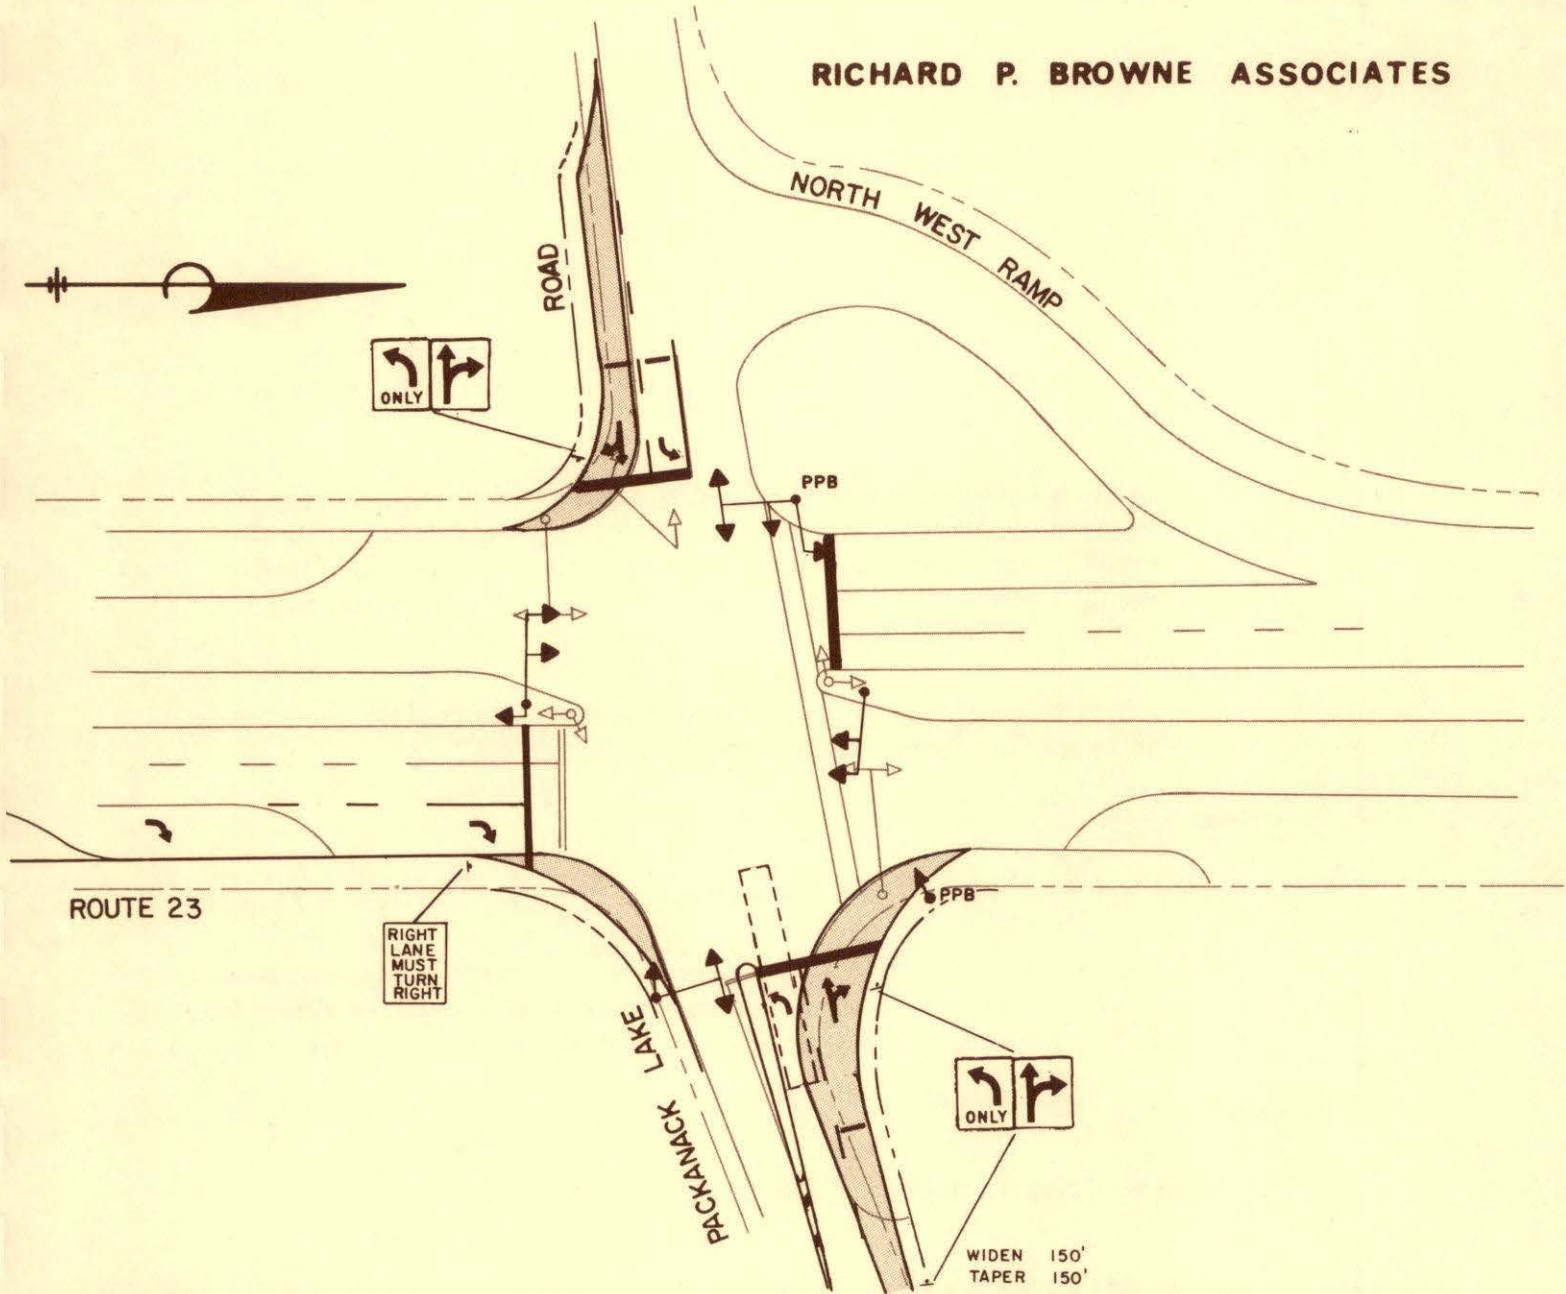 RICHARD P. BROWNE ASSOCIATES
NORTH WEST RAMP
ROAD
ONLY
PPB
ROUTE 23
RIGHT
LANE
MUST
TURN
RIGHT
PPB
PACKANACK LAKE
ONLY
WIDEN 150'
TAPER 150'